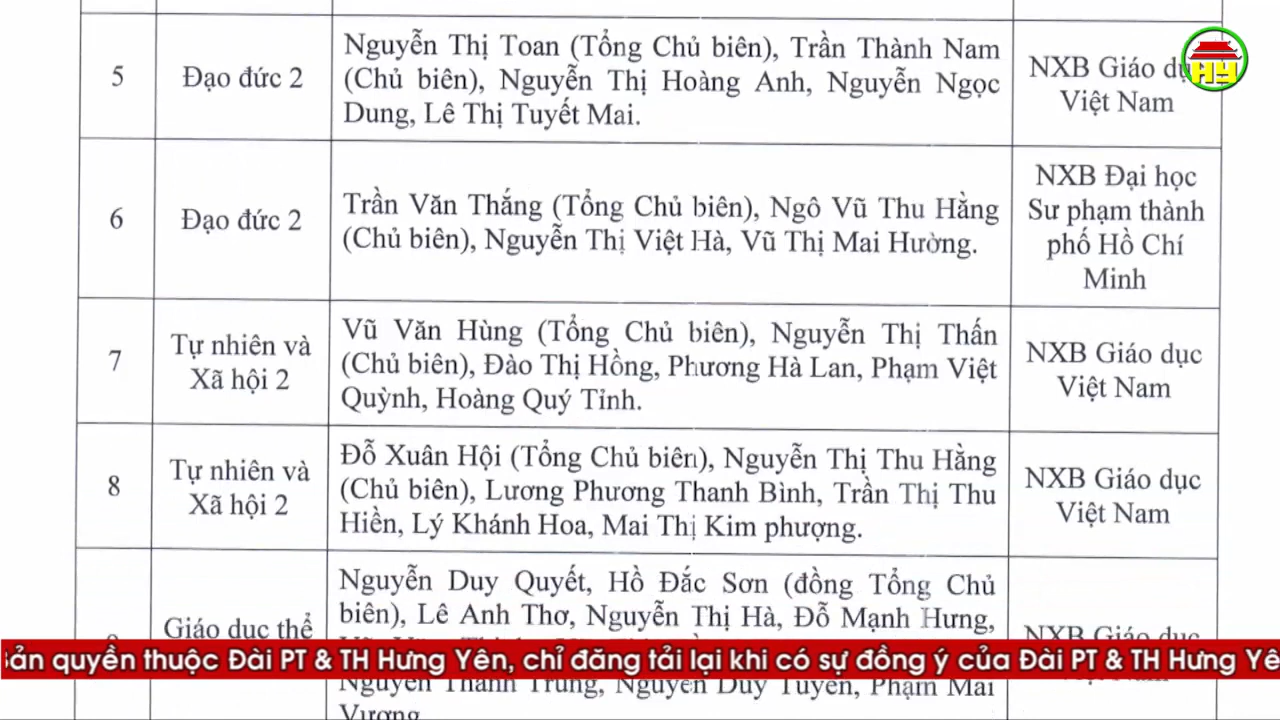 5
Đạo đức 2
Nguyễn Thị Toan (Tổng Chủ biên), Trần Thành Nam
(Chủ biên), Nguyễn Thị Hoàng Anh, Nguyễn Ngọc
Dung, Lê Thị Tuyết Mai.
NXB Giáo dục
Việt Nam
HY
6
Đạo đức 2
Trần Văn Thắng (Tổng Chủ biên), Ngô Vũ Thu Hằng
(Chủ biên), Nguyễn Thị Việt Hà, Vũ Thị Mai Hường.
NXB Đại học
Sư phạm thành
phố Hồ Chí
Minh
7
Tự nhiên và
Xã hội 2
Vũ Văn Hùng (Tổng Chủ biên), Nguyễn Thị Thấn
(Chủ biên), Đào Thị Hồng, Phương Hà Lan, Phạm Việt
Quỳnh, Hoàng Quý Tỉnh.
NXB Giáo dục
Việt Nam
8
Tự nhiên và
Xã hội 2
Đỗ Xuân Hội (Tổng Chủ biên), Nguyễn Thị Thu Hằng
(Chủ biên), Lương Phương Thanh Bình, Trần Thị Thu
Hiền, Lý Khánh Hoa, Mai Thị Kim phượng.
NXB Giáo dục
Việt Nam
Giáo dục thể
Nguyễn Duy Quyết, Hồ Đắc Sơn (đồng Tổng Chủ
biên), Lê Anh Thơ, Nguyễn Thị Hà, Đỗ Mạnh Hưng,
Nguyễn Thành Trung, Nguyễn Duy Tuyến, Phạm Mai
Vương
NXB Giáo dục
Việt Nam
Bản quyền thuộc Đài PT & TH Hưng Yên, chỉ đăng tải lại khi có sự đồng ý của Đài PT & TH Hưng Yê